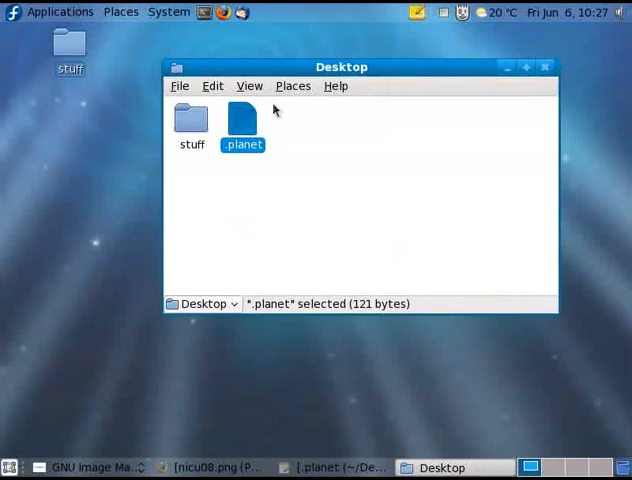 Applications Places System
20 °C Fri Jun 6, 10:27
stuff
Desktop
File Edit View Places Help
stuff .planet
Desktop ".planet" selected (121 bytes)
GNU Image Ma... [nicu08.png (P... [.planet (~/De... Desktop